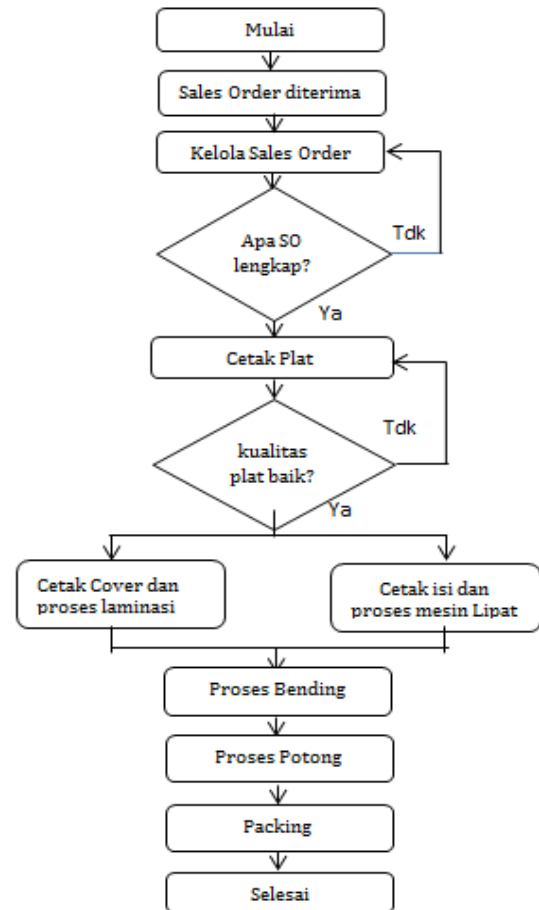 Mulai
Sales Order diterima
Kelola Sales Order
Apa SO
lengkap?
Tdk
Ya
Cetak Plat
kualitas
plat baik?
Tdk
Ya
Cetak Cover dan
proses laminasi
Cetak isi dan
proses mesin Lipat
Proses Bending
Proses Potong
Packing
Selesai